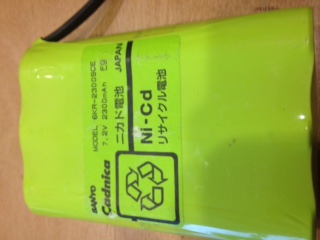 SANYO
Cadnica
MODEL 6KR-2300SCE
7.2V 2300mAh E9
ニカド電池 JAPAN
Ni-Cd
リサイクル電池